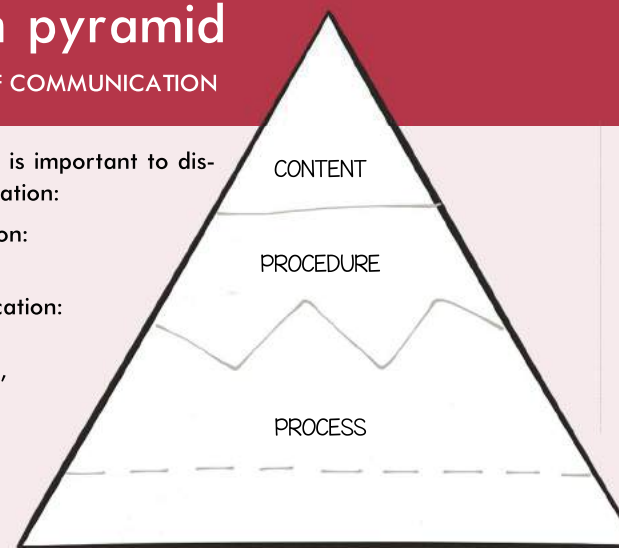 pyramid
COMMUNICATION
is important to dis-
ation:
on:
cation:
,
CONTENT
PROCEDURE
PROCESS